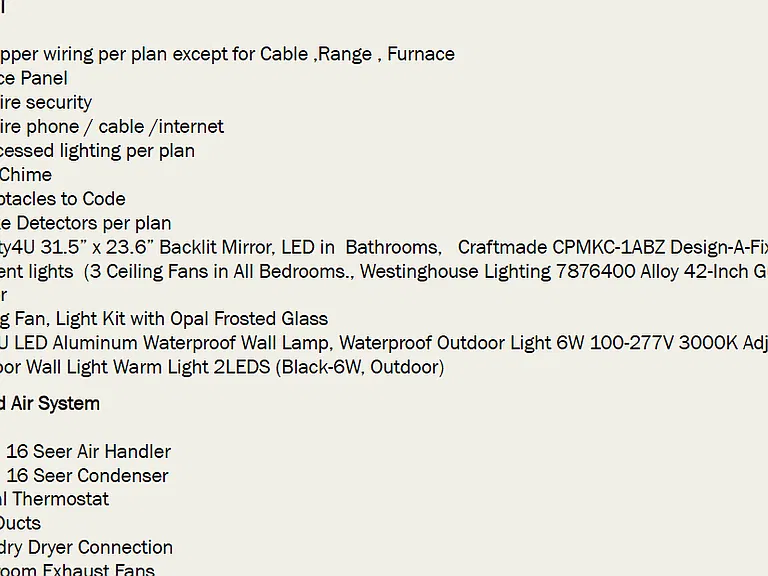 l
pper wiring per plan except for Cable ,Range , Furnace
ce Panel
ire security
ire phone / cable /internet
cessed lighting per plan
Chime
ptacles to Code
e Detectors per plan
ty4U 31.5” x 23.6” Backlit Mirror, LED in Bathrooms, Craftmade CPMKC-1ABZ Design-A-Fix
ent lights (3 Ceiling Fans in All Bedrooms., Westinghouse Lighting 7876400 Alloy 42-Inch G
r
g Fan, Light Kit with Opal Frosted Glass
U LED Aluminum Waterproof Wall Lamp, Waterproof Outdoor Light 6W 100-277V 3000K Adj
oor Wall Light Warm Light 2LEDS (Black-6W, Outdoor)
d Air System
16 Seer Air Handler
16 Seer Condenser
al Thermostat
Ducts
dry Dryer Connection
room Exhaust Fans